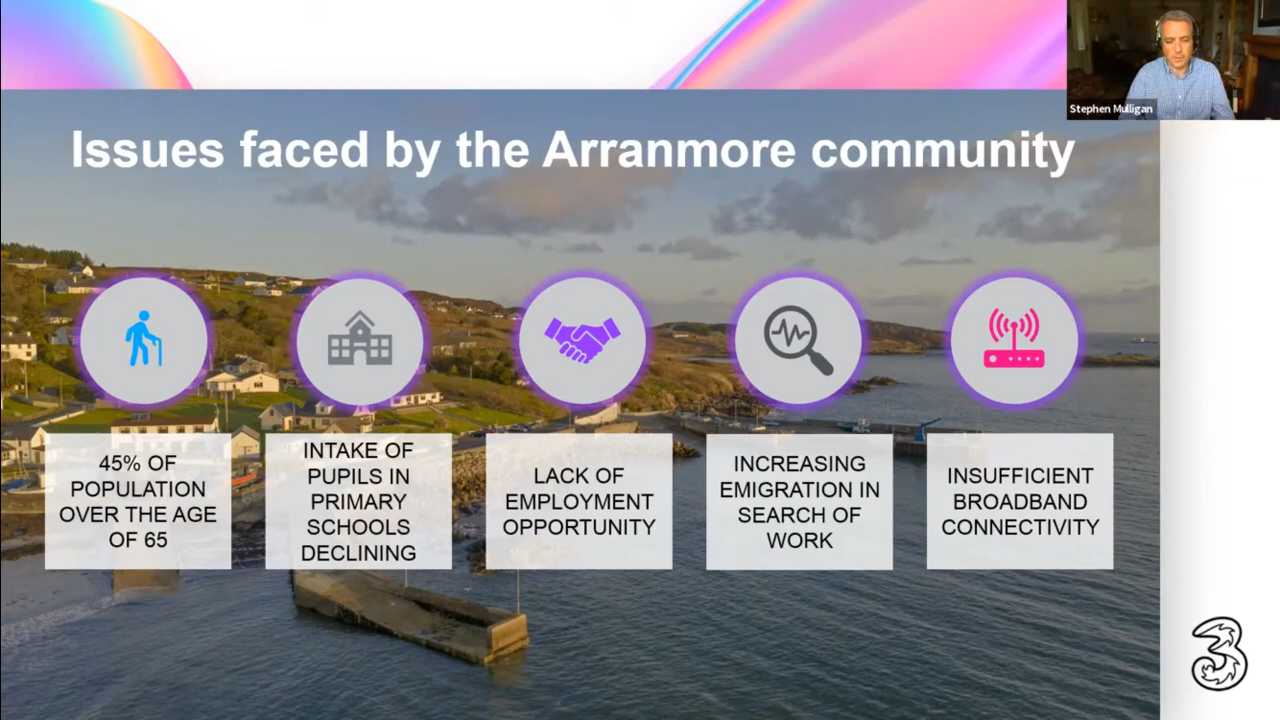 Stephen Mulligan
Issues faced by the Arranmore community
45% OF
POPULATION
OVER THE AGE
OF 65
INTAKE OF
PUPILS IN
PRIMARY
SCHOOLS
DECLINING
LACK OF
EMPLOYMENT
OPPORTUNITY
INCREASING
EMIGRATION IN
SEARCH OF
WORK
INSUFFICIENT
BROADBAND
CONNECTIVITY
3